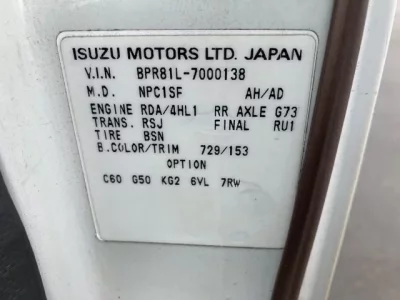 ISUZU MOTORS LTD. JAPAN
V.I.N. BPR81L-7000138
M.D. NPC1SF AH/AD
ENGINE RDA/4HL1 RR AXLE G73
TRANS. RSJ FINAL RU1
TIRE BSN
B.COLOR/TRIM 729/153
OPTION
C60 G50 KG2 6VL 7RW